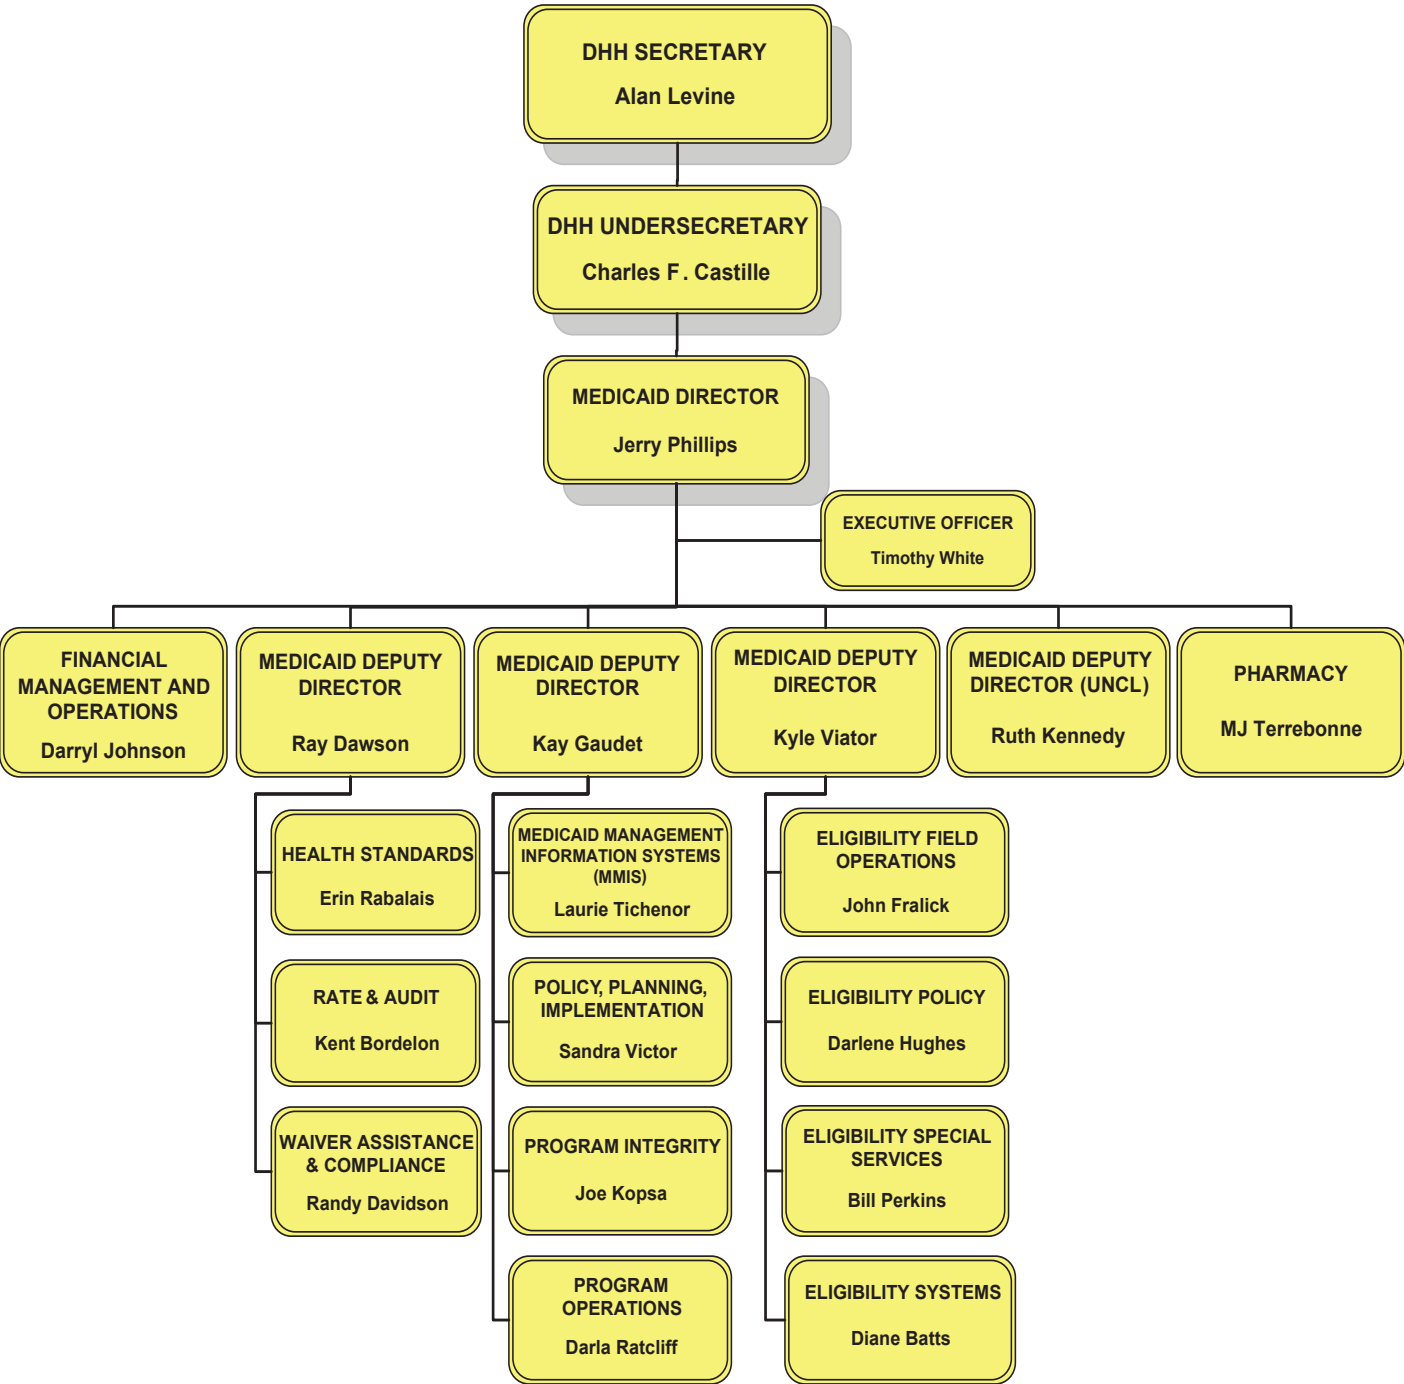 DHH SECRETARY
Alan Levine
DHH UNDERSECRETARY
Charles F. Castille
MEDICAID DIRECTOR
Jerry Phillips
EXECUTIVE OFFICER
Timothy White
FINANCIAL
MANAGEMENT AND
OPERATIONS
Darryl Johnson
MEDICAID DEPUTY
DIRECTOR
Ray Dawson
MEDICAID DEPUTY
DIRECTOR
Kay Gaudet
MEDICAID DEPUTY
DIRECTOR
Kyle Viator
MEDICAID DEPUTY
DIRECTOR (UNCL)
Ruth Kennedy
PHARMACY
MJ Terrebonne
HEALTH STANDARDS
Erin Rabalais
RATE & AUDIT
Kent Bordelon
WAIVER ASSISTANCE
& COMPLIANCE
Randy Davidson
MEDICAID MANAGEMENT
INFORMATION SYSTEMS
(MMIS)
Laurie Tichenor
POLICY, PLANNING,
IMPLEMENTATION
Sandra Victor
PROGRAM INTEGRITY
Joe Kopsa
PROGRAM
OPERATIONS
Darla Ratcliff
ELIGIBILITY FIELD
OPERATIONS
John Fralick
ELIGIBILITY POLICY
Darlene Hughes
ELIGIBILITY SPECIAL
SERVICES
Bill Perkins
ELIGIBILITY SYSTEMS
Diane Batts